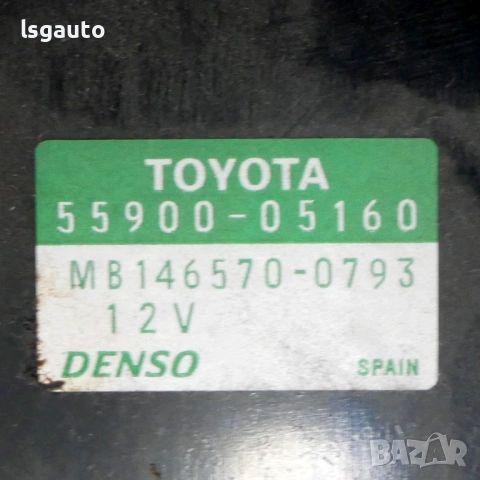 lsgauto
TOYOTA
55900-05160
MB146570-0793
12V
DENSO SPAIN
BAZAR